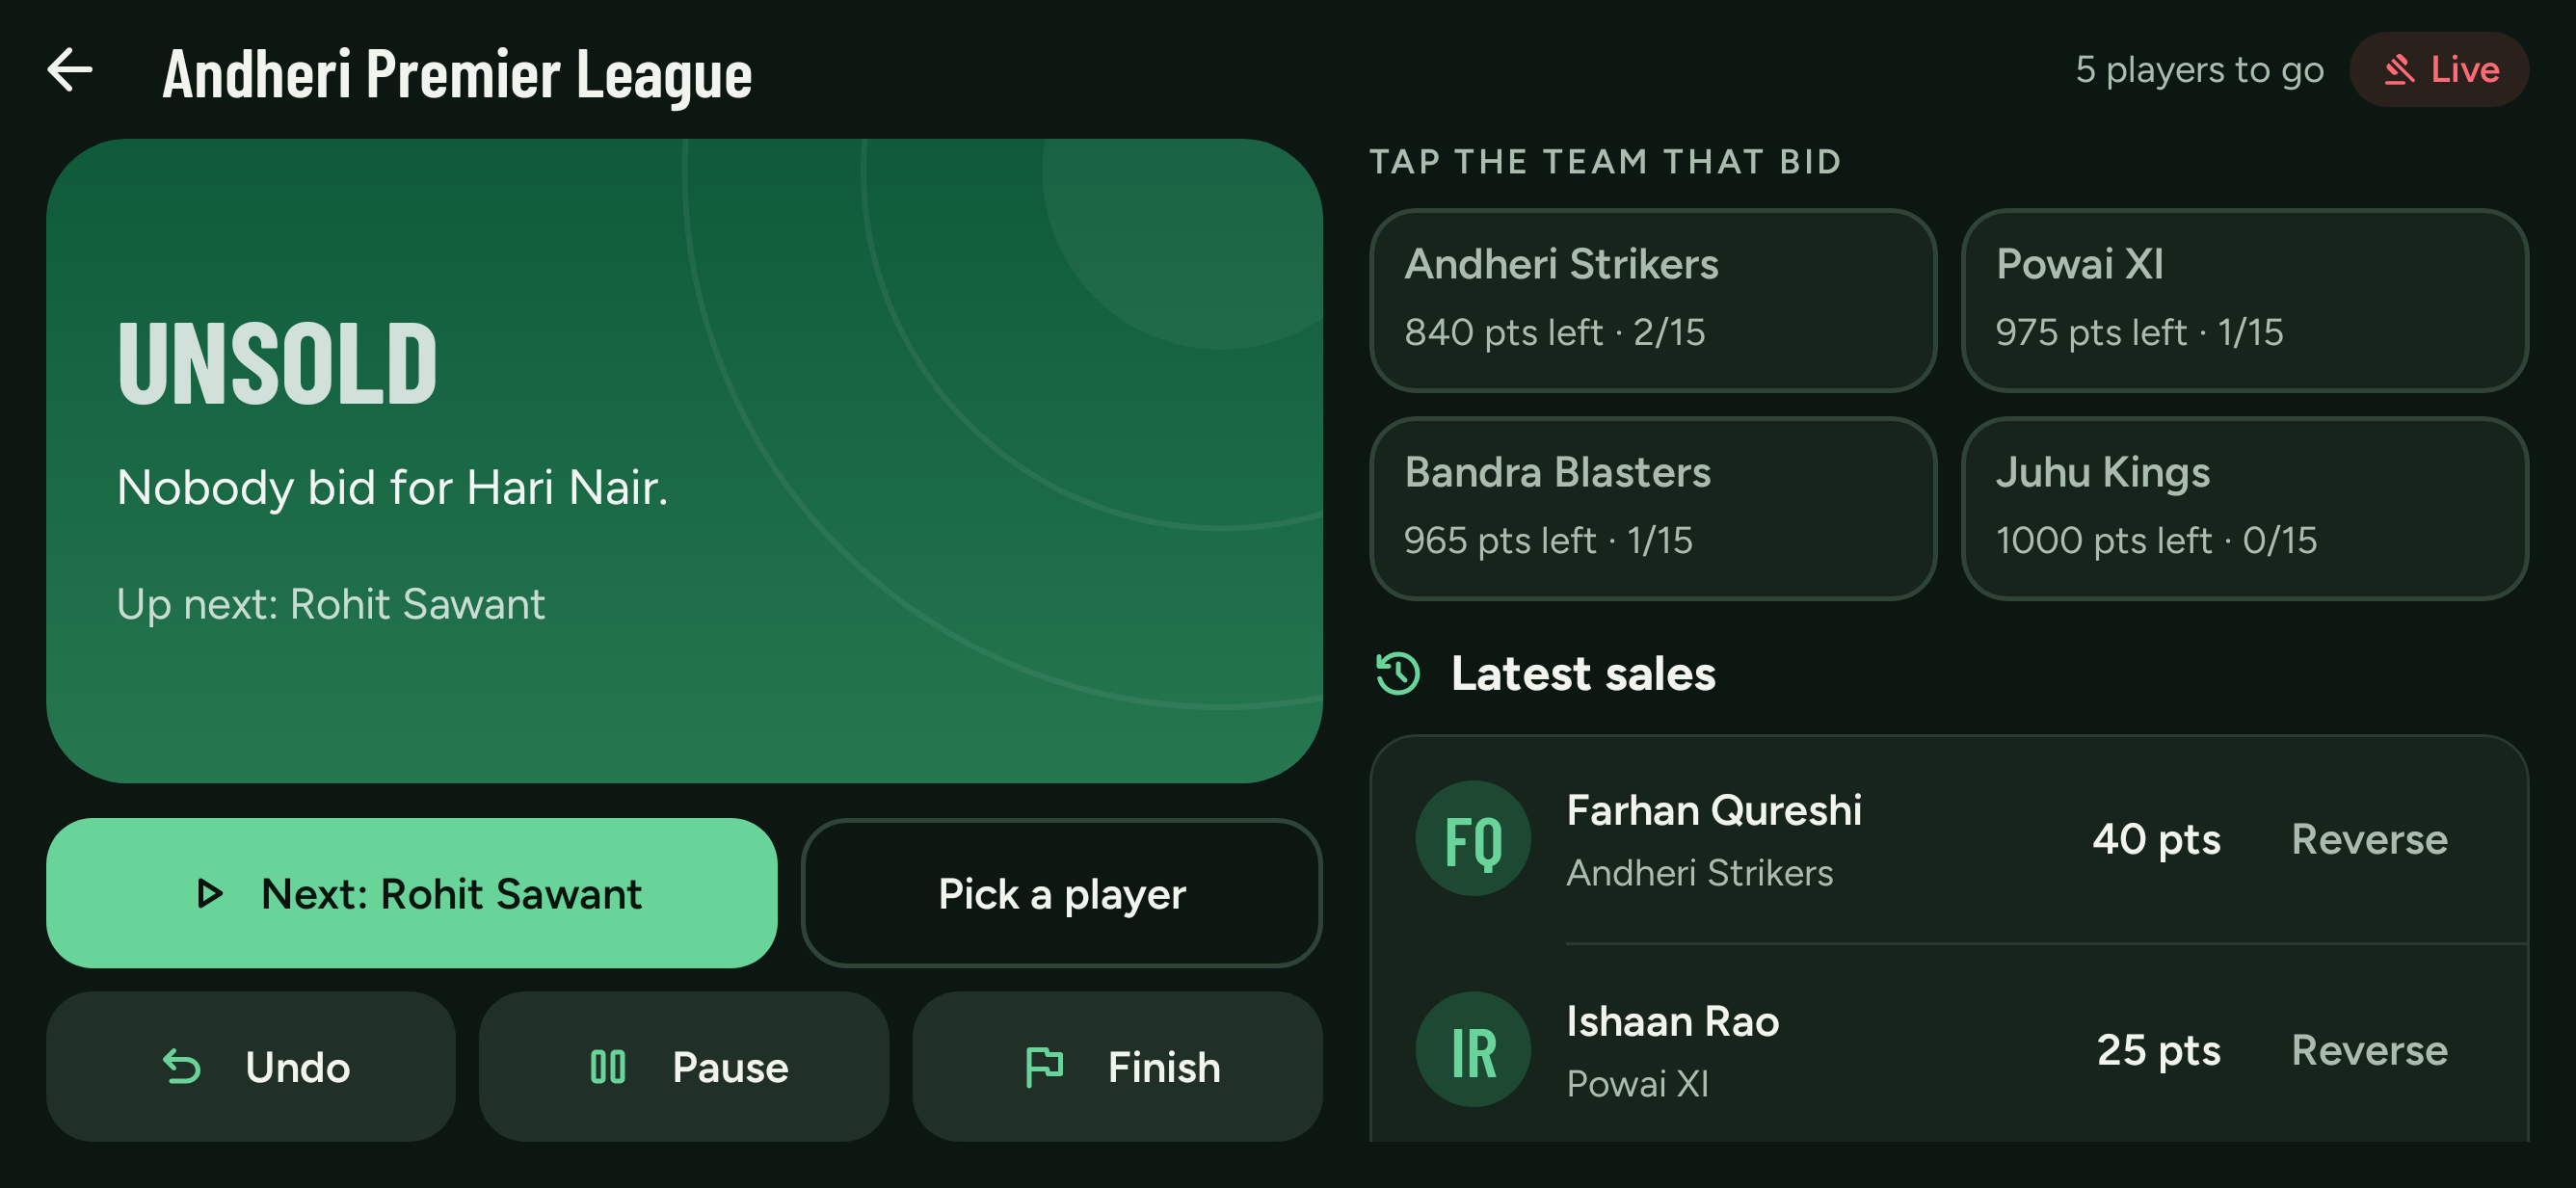 Andheri Premier League
5 players to go
Live
UNSOLD
Nobody bid for Hari Nair.
Up next: Rohit Sawant
Next: Rohit Sawant
Pick a player
Undo
Pause
Finish
TAP THE TEAM THAT BID
Andheri Strikers
840 pts left · 2/15
Powai XI
975 pts left · 1/15
Bandra Blasters
965 pts left · 1/15
Juhu Kings
1000 pts left · 0/15
Latest sales
FQ
Farhan Qureshi
Andheri Strikers
40 pts
Reverse
IR
Ishaan Rao
Powai XI
25 pts
Reverse